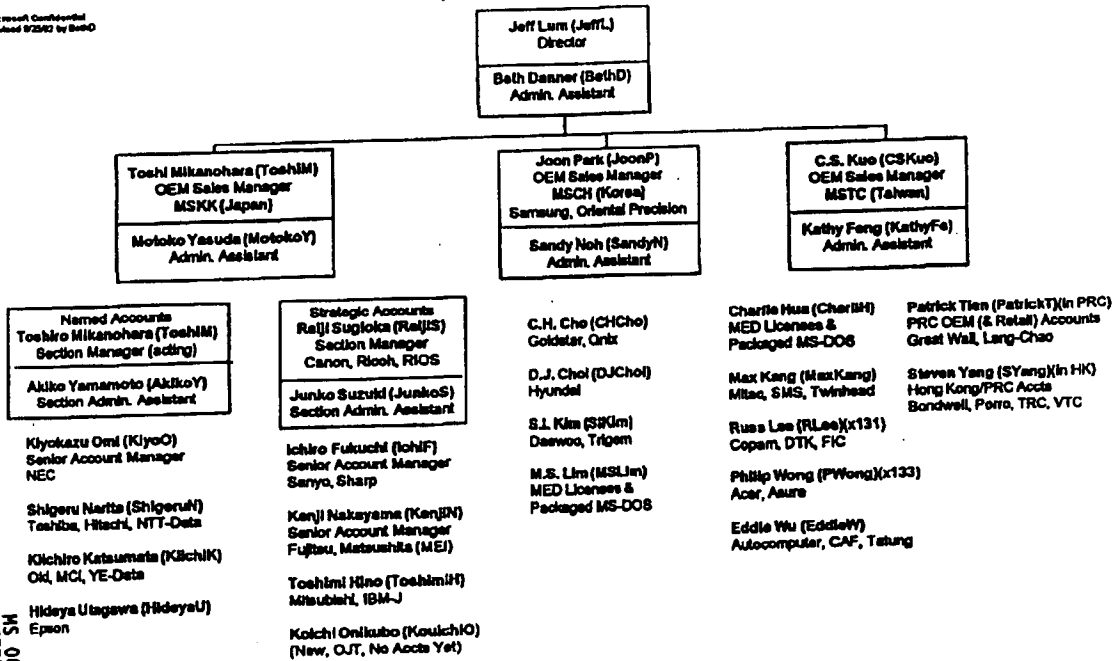 Jeff Lum (JeffL)
Director
Beth Danner (BethD)
Admin. Assistant
Toshi Mikanohara (ToshiM)
OEM Sales Manager
MSKK (Japan)
Motoko Yasuda (MotokoY)
Admin. Assistant
Joon Park (JoonP)
OEM Sales Manager
MSCH (Korea)
Samsung, Oriental Precision
Sandy Noh (SandyN)
Admin. Assistant
C.S. Kuo (CSKuo)
OEM Sales Manager
MSTC (Taiwan)
Kathy Feng (KathyFe)
Admin. Assistant
Named Accounts
Toshiro Mikanohara (ToshiM)
Section Manager (acting)
Akiko Yamamoto (AkikoY)
Section Admin. Assistant
Kiyokazu Omi (KiyoO)
Senior Account Manager
NEC
Shigeru Narita (ShigeruN)
Toshiba, Hitachi, NTT-Data
Kiichiro Katsumata (KiichiK)
Oki, MCI, YE-Data
Hideya Utagawa (HideyaU)
Epson
Strategic Accounts
Reiji Sugioka (ReijiS)
Section Manager
Canon, Ricoh, RIOS
Junko Suzuki (JunkoS)
Section Admin. Assistant
Ichiro Fukuchi (IchiF)
Senior Account Manager
Sanyo, Sharp
Kenji Nakayama (KenjiN)
Senior Account Manager
Fujitsu, Matsushita (MEI)
Toshimi Hino (ToshimiH)
Mitsubishi, IBM-J
Koichi Onikubo (KouichiO)
(New, OJT, No Accts Yet)
C.H. Cho (CHCho)
Goldstar, Qnix
D.J. Choi (DJChoi)
Hyundai
S.I. Kim (SIKim)
Daewoo, Trigem
M.S. Lim (MSLim)
MED Licenses &
Packaged MS-DOS
Charlie Hua (CharliH)
MED Licenses &
Packaged MS-DOS
Max Kang (MaxKang)
Mitac, SMS, Twinhead
Russ Lee (RLee)(x131)
Copam, DTK, FIC
Philip Wong (PWong)(x133)
Acer, Asure
Eddie Wu (EddieW)
Autocomputer, CAF, Tatung
Patrick Tien (PatrickT)(in PRC)
PRC OEM (& Retail) Accounts
Great Wall, Lang-Chao
Steven Yang (SYang)(in HK)
Hong Kong/PRC Accts
Bondwell, Porro, TRC, VTC